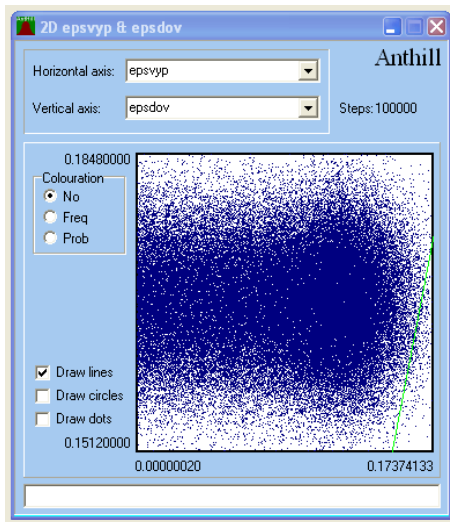 2D epsvyp & epsdov
Anthill
Horizontal axis: epsvyp
Vertical axis: epsdov
Steps: 100000
0.18480000
Colouration
No
Freq
Prob
Draw lines
Draw circles
Draw dots
0.15120000
0.00000020 0.17374133